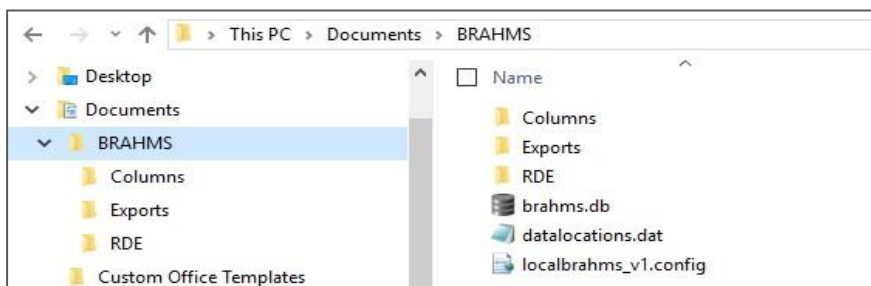 This PC > Documents > BRAHMS
Desktop
Documents
BRAHMS
Columns
Exports
RDE
Custom Office Templates
Name
Columns
Exports
RDE
brahms.db
datalocations.dat
localbrahms_v1.config